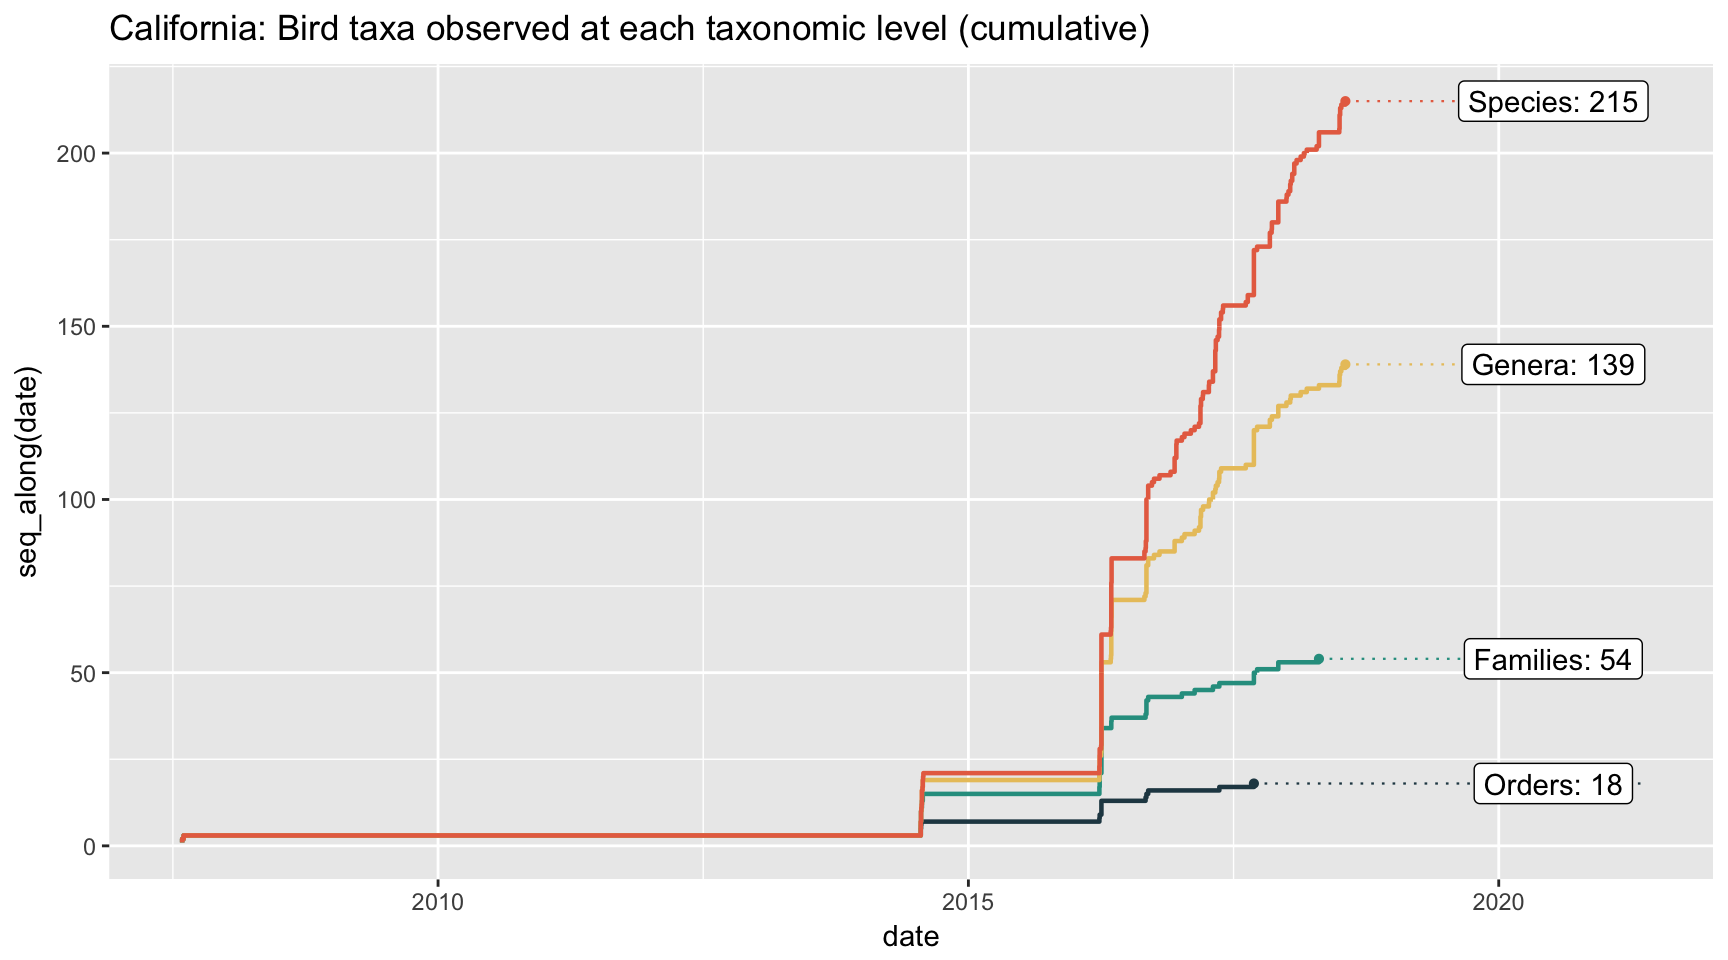 California: Bird taxa observed at each taxonomic level (cumulative)
Species: 215
200
150
Genera: 139
seq_along(date)
100
50
Families: 54
Orders: 18
0
2010
2015
2020
date